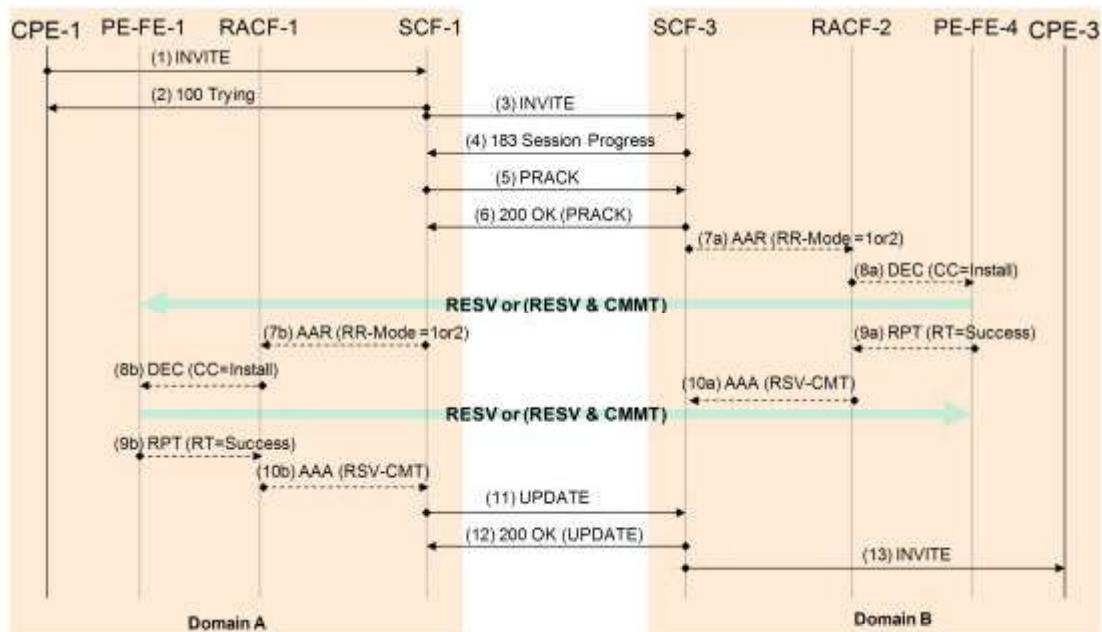 CPE-1 PE-FE-1 RACF-1 SCF-1 SCF-3 RACF-2 PE-FE-4 CPE-3
(1) INVITE
(2) 100 Trying
(3) INVITE
(4) 183 Session Progress
(5) PRACK
(6) 200 OK (PRACK)
(7a) AAR (RR-Mode =1or2)
(8a) DEC (CC=Install)
RESV or (RESV & CMMT)
(7b) AAR (RR-Mode =1or2)
(9a) RPT (RT=Success)
(8b) DEC (CC=Install)
(10a) AAA (RSV-CMT)
RESV or (RESV & CMMT)
(9b) RPT (RT=Success)
(10b) AAA (RSV-CMT)
(11) UPDATE
(12) 200 OK (UPDATE)
(13) INVITE
Domain A
Domain B